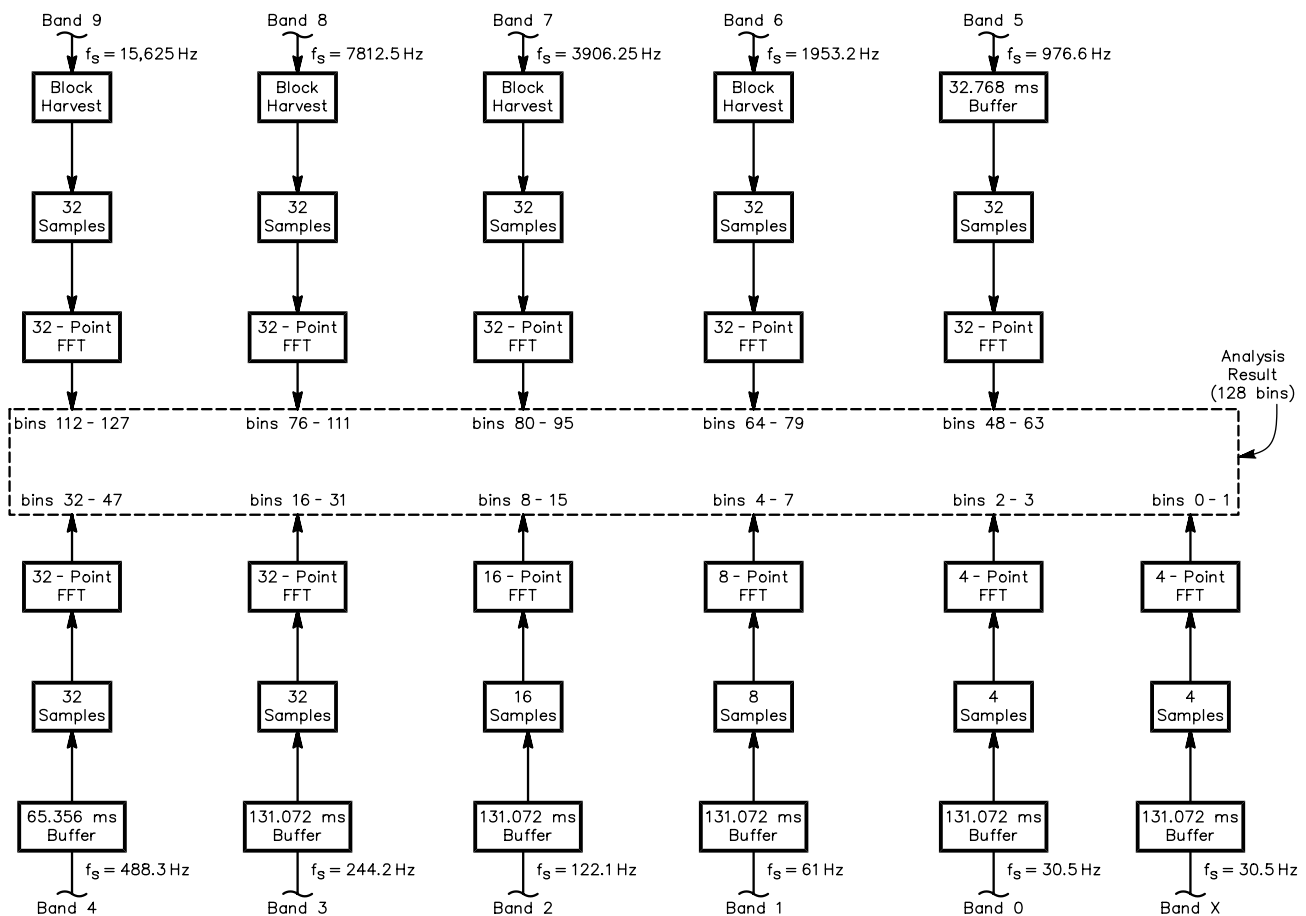 Band 9
Band 8
Band 7
Band 6
Band 5
fs = 15,625 Hz
fs = 7812.5 Hz
fs = 3906.25 Hz
fs = 1953.2 Hz
fs = 976.6 Hz
Block
Harvest
Block
Harvest
Block
Harvest
Block
Harvest
32.768 ms
Buffer
32
Samples
32
Samples
32
Samples
32
Samples
32
Samples
32 - Point
FFT
32 - Point
FFT
32 - Point
FFT
32 - Point
FFT
32 - Point
FFT
Analysis
Result
(128 bins)
bins 112 - 127
bins 76 - 111
bins 80 - 95
bins 64 - 79
bins 48 - 63
bins 32 - 47
bins 16 - 31
bins 8 - 15
bins 4 - 7
bins 2 - 3
bins 0 - 1
32 - Point
FFT
32 - Point
FFT
16 - Point
FFT
8 - Point
FFT
4 - Point
FFT
4 - Point
FFT
32
Samples
32
Samples
16
Samples
8
Samples
4
Samples
4
Samples
65.356 ms
Buffer
131.072 ms
Buffer
131.072 ms
Buffer
131.072 ms
Buffer
131.072 ms
Buffer
131.072 ms
Buffer
fs = 488.3 Hz
fs = 244.2 Hz
fs = 122.1 Hz
fs = 61 Hz
fs = 30.5 Hz
fs = 30.5 Hz
Band 4
Band 3
Band 2
Band 1
Band 0
Band X